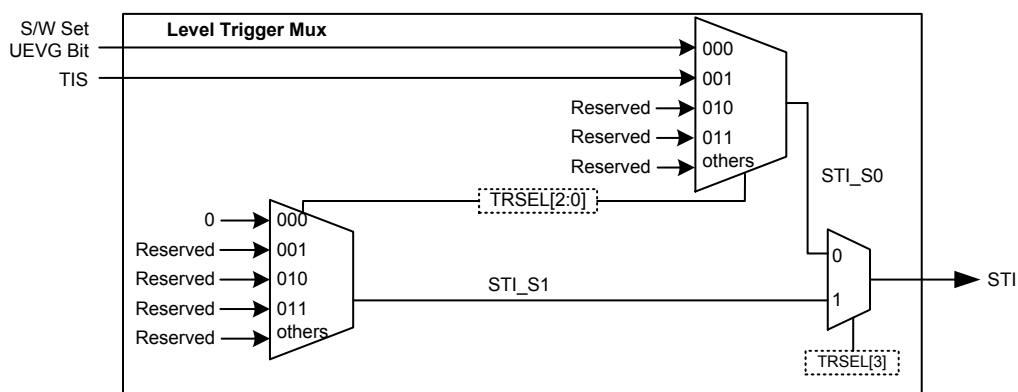 Level Trigger Mux
S/W Set
UEVG Bit
TIS
000
001
Reserved
010
Reserved
011
Reserved
others
STI_S0
TRSEL[2:0]
0
000
Reserved
001
Reserved
010
Reserved
011
Reserved
others
STI_S1
0
1
STI
TRSEL[3]